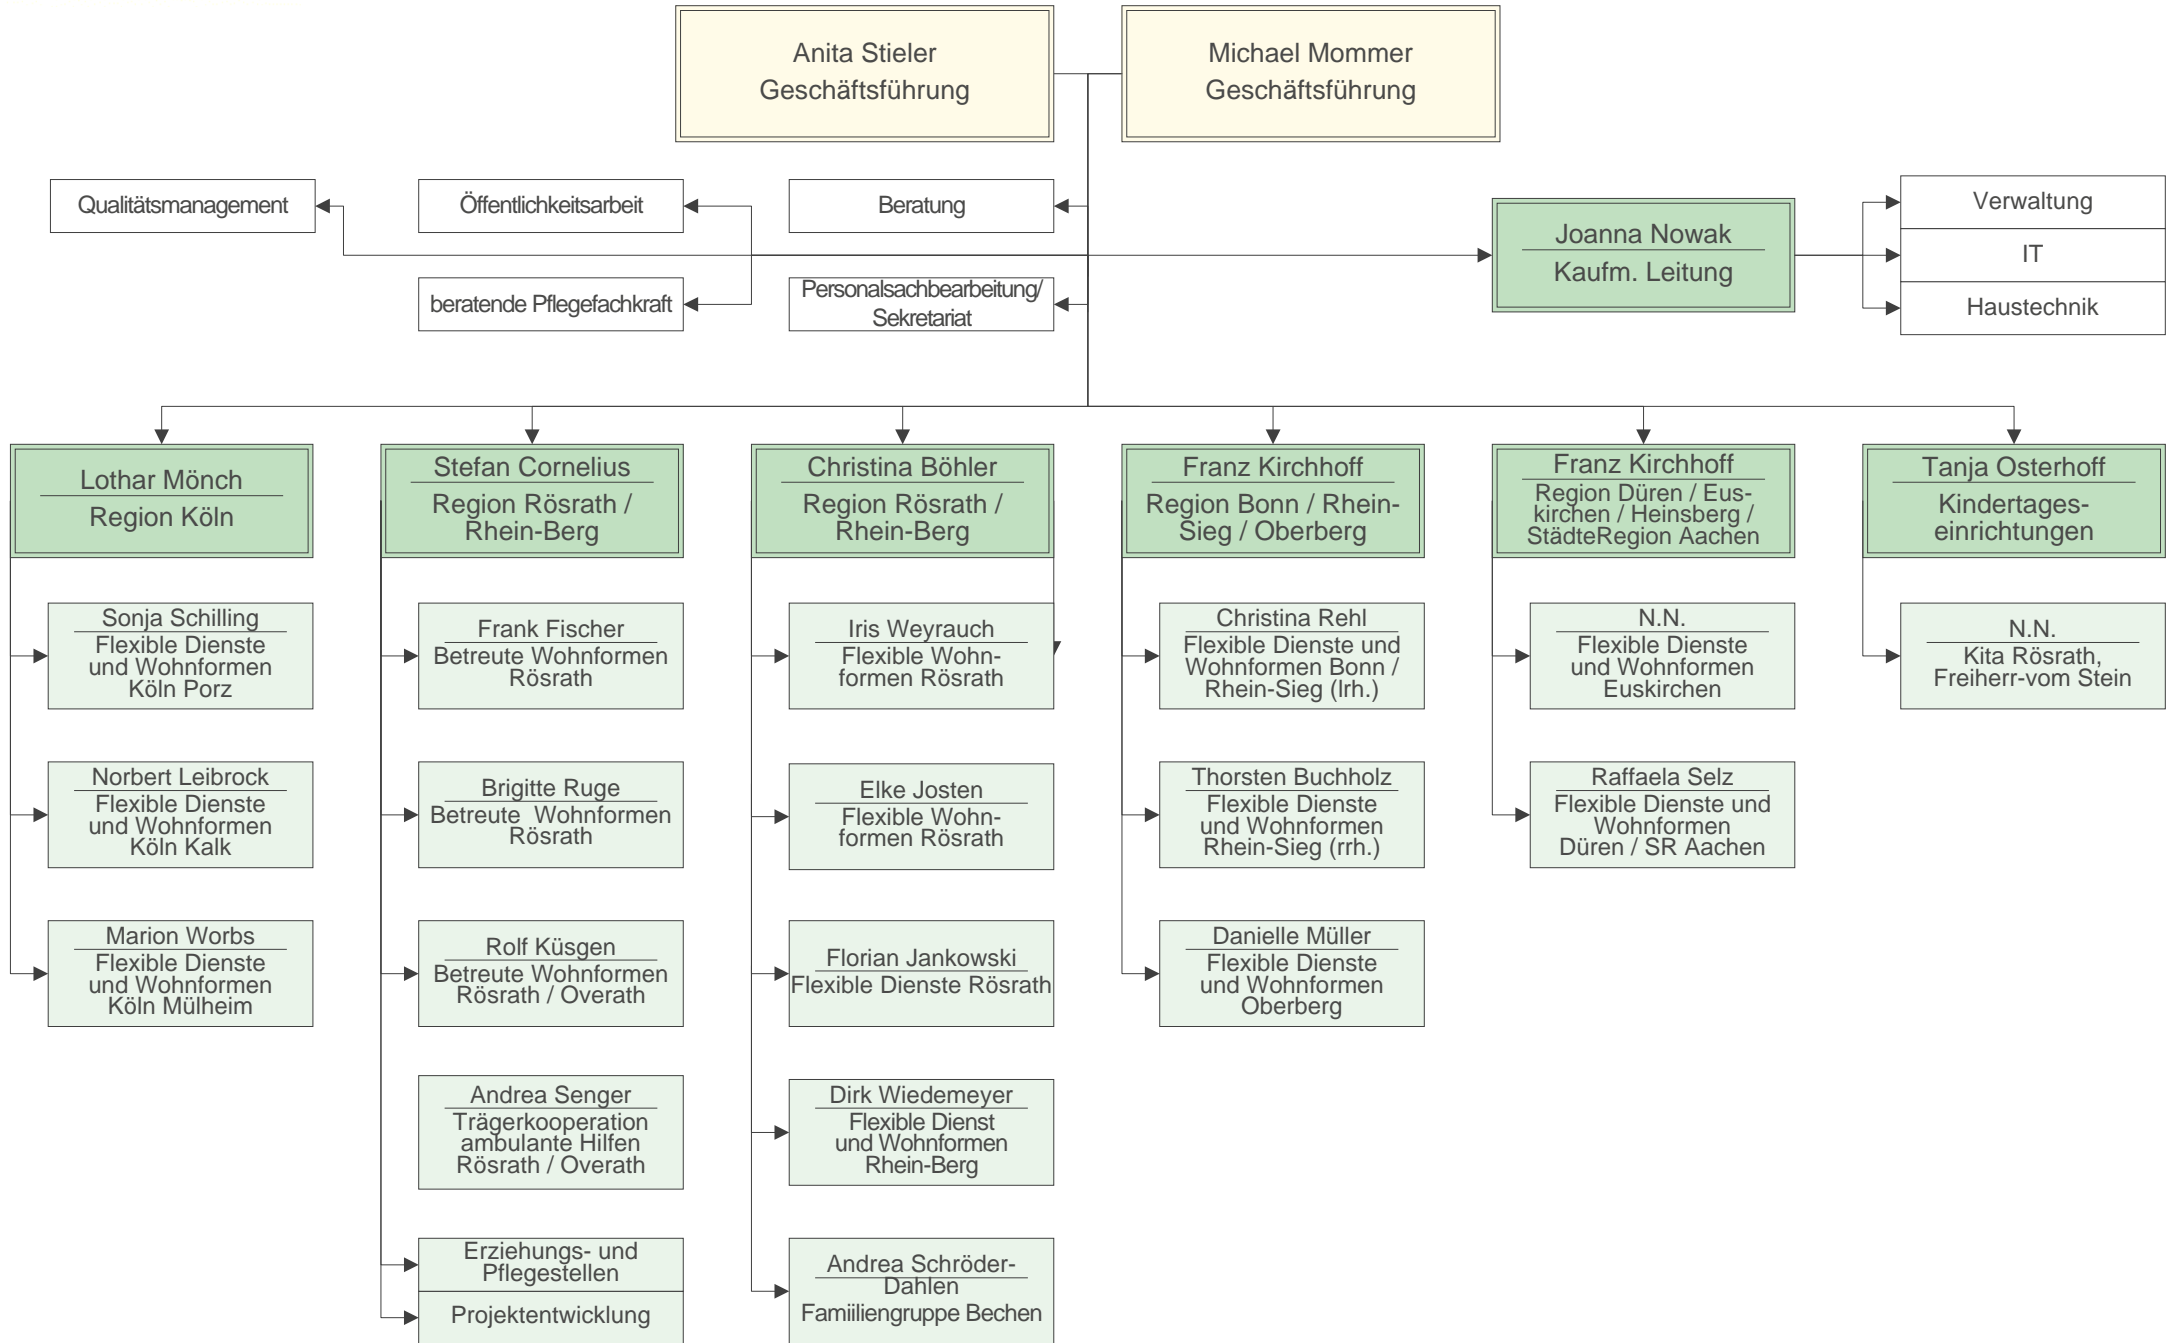 Anita Stieler
Geschäftsführung
Michael Mommer
Geschäftsführung
Qualitätsmanagement
Öffentlichkeitsarbeit
Beratung
beratende Pflegefachkraft
Personalsachbearbeitung/
Sekretariat
Joanna Nowak
Kaufm. Leitung
Verwaltung
IT
Haustechnik
Lothar Mönch
Region Köln
Sonja Schilling
Flexible Dienste
und Wohnformen
Köln Porz
Norbert Leibrock
Flexible Dienste
und Wohnformen
Köln Kalk
Marion Worbs
Flexible Dienste
und Wohnformen
Köln Mülheim
Stefan Cornelius
Region Rösrath /
Rhein-Berg
Frank Fischer
Betreute Wohnformen
Rösrath
Brigitte Ruge
Betreute Wohnformen
Rösrath
Rolf Küsgen
Betreute Wohnformen
Rösrath / Overath
Andrea Senger
Trägerkooperation
ambulante Hilfen
Rösrath / Overath
Erziehungs- und
Pflegestellen
Projektentwicklung
Christina Böhler
Region Rösrath /
Rhein-Berg
Iris Weyrauch
Flexible Wohn-
formen Rösrath
Elke Josten
Flexible Wohn-
formen Rösrath
Florian Jankowski
Flexible Dienste Rösrath
Dirk Wiedemeyer
Flexible Dienst
und Wohnformen
Rhein-Berg
Andrea Schröder-
Dahlen
Famiiliengruppe Bechen
Franz Kirchhoff
Region Bonn / Rhein-
Sieg / Oberberg
Christina Rehl
Flexible Dienste und
Wohnformen Bonn /
Rhein-Sieg (lrh.)
Thorsten Buchholz
Flexible Dienste
und Wohnformen
Rhein-Sieg (rrh.)
Danielle Müller
Flexible Dienste
und Wohnformen
Oberberg
Franz Kirchhoff
Region Düren / Eus-
kirchen / Heinsberg /
StädteRegion Aachen
N.N.
Flexible Dienste
und Wohnformen
Euskirchen
Raffaela Selz
Flexible Dienste und
Wohnformen
Düren / SR Aachen
Tanja Osterhoff
Kindertages-
einrichtungen
N.N.
Kita Rösrath,
Freiherr-vom Stein